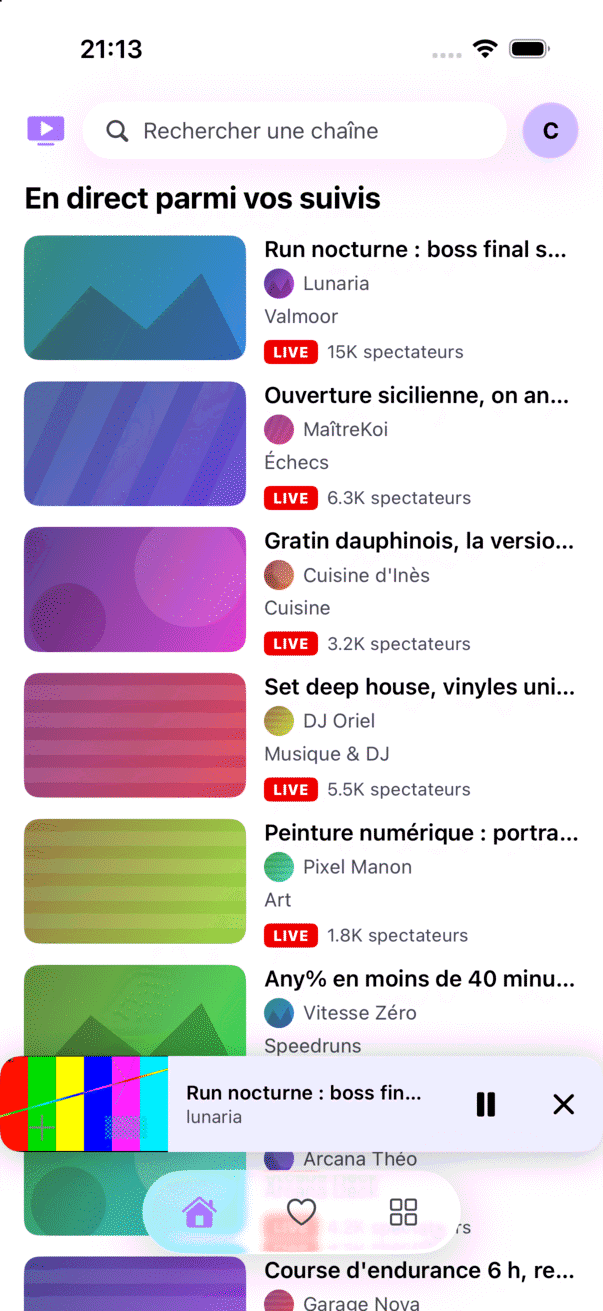 21:13
Rechercher une chaîne
C
En direct parmi vos suivis
Run nocturne : boss final s...
Lunaria
Valmoor
LIVE 15K spectateurs
Ouverture sicilienne, on an...
MaîtreKoi
Échecs
LIVE 6.3K spectateurs
Gratin dauphinois, la versio...
Cuisine d'Inès
Cuisine
LIVE 3.2K spectateurs
Set deep house, vinyles uni...
DJ Oriel
Musique & DJ
LIVE 5.5K spectateurs
Peinture numérique : portra...
Pixel Manon
Art
LIVE 1.8K spectateurs
Any% en moins de 40 minu...
Vitesse Zéro
Speedruns
Run nocturne : boss fin...
lunaria
Arcana Théo
Course d'endurance 6 h, re...
Garage Nova